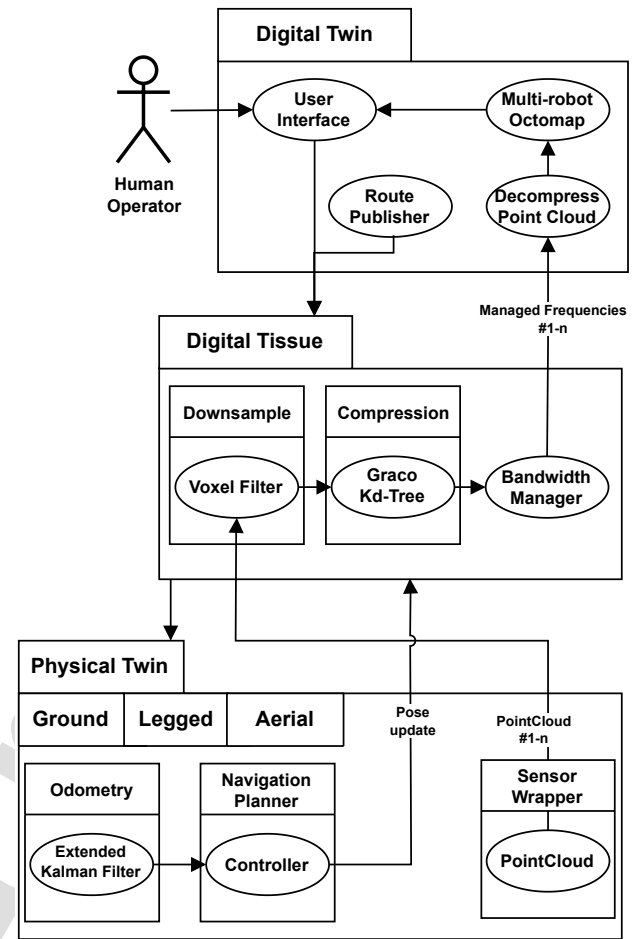 Digital Twin
User
Interface
Multi-robot
Octomap
Human
Operator
Route
Publisher
Decompress
Point Cloud
Managed Frequencies
#1-n
Digital Tissue
Downsample
Compression
Voxel Filter
Graco
Kd-Tree
Bandwidth
Manager
Physical Twin
Ground
Legged
Aerial
Pose
update
PointCloud
#1-n
Odometry
Navigation
Planner
Sensor
Wrapper
Extended
Kalman Filter
Controller
PointCloud